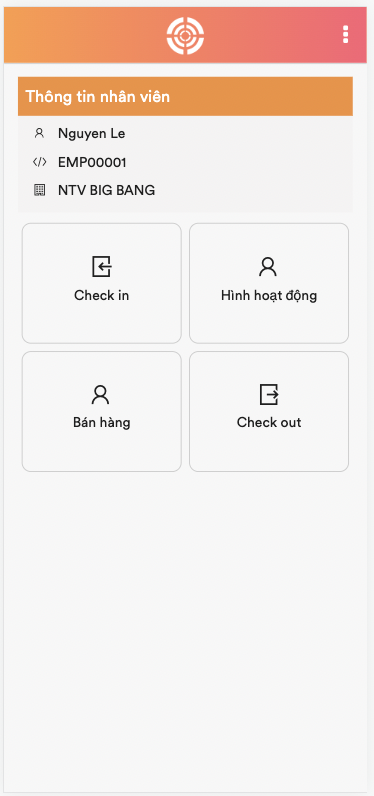 Thông tin nhân viên
Nguyen Le
EMP00001
NTV BIG BANG
Check in
Hình hoạt động
Bán hàng
Check out